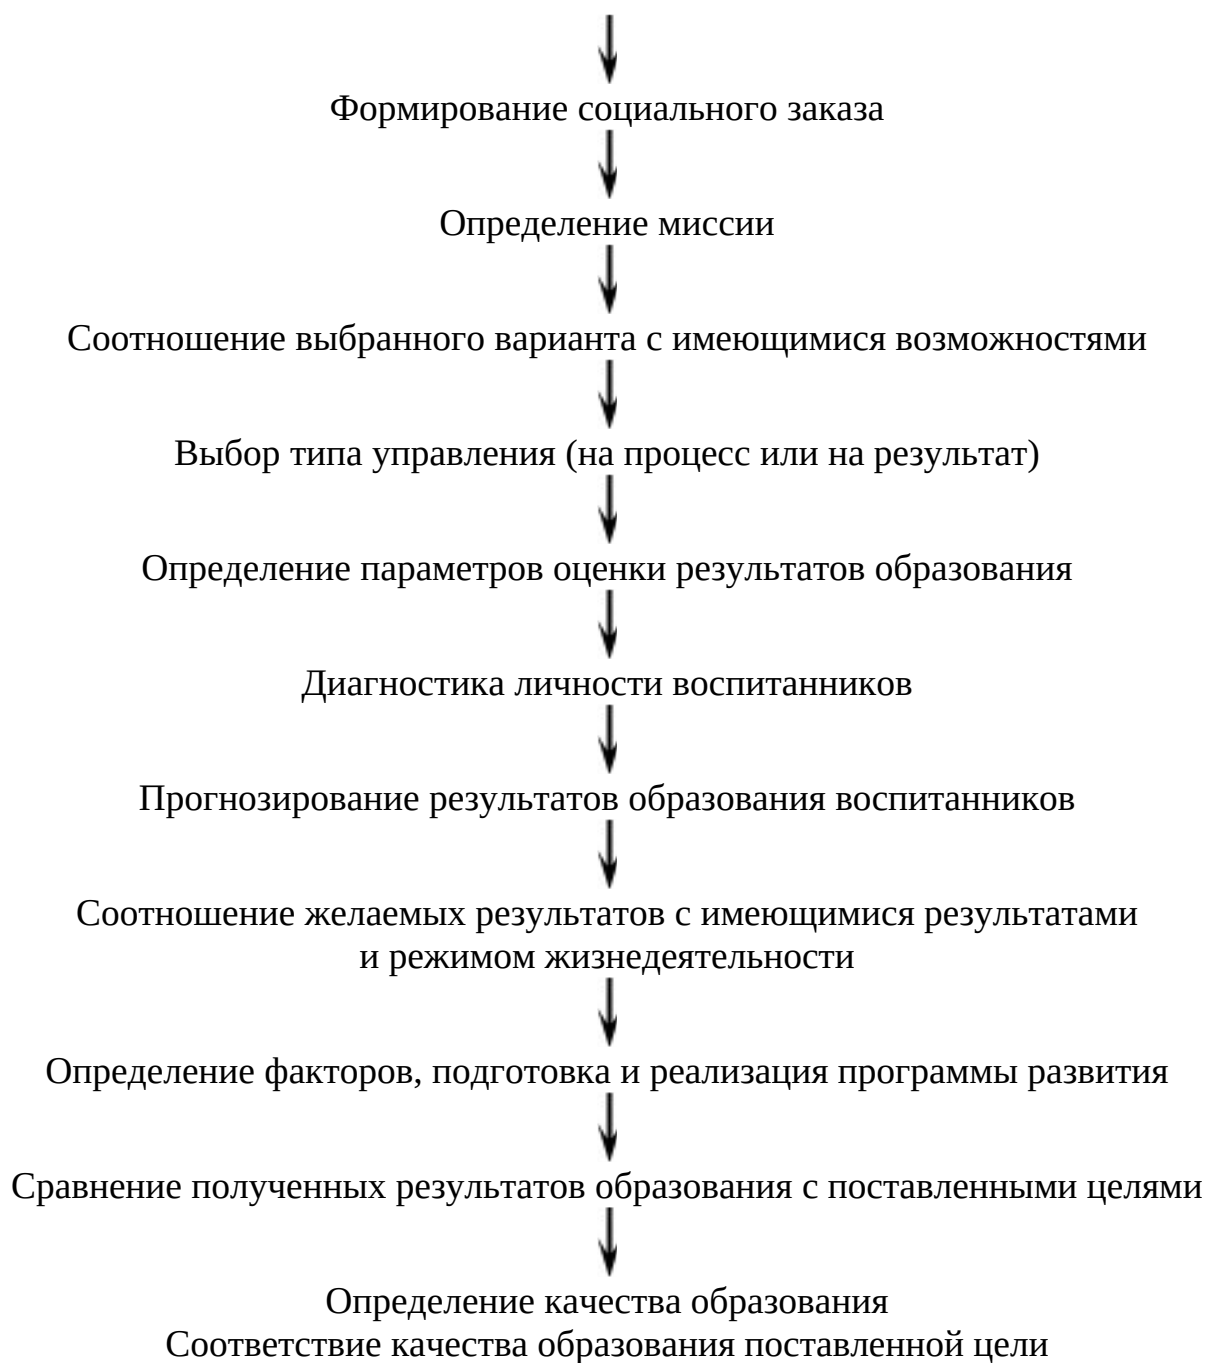 Формирование социального заказа
Определение миссии
Соотношение выбранного варианта с имеющимися возможностями
Выбор типа управления (на процесс или на результат)
Определение параметров оценки результатов образования
Диагностика личности воспитанников
Прогнозирование результатов образования воспитанников
Соотношение желаемых результатов с имеющимися результатами
и режимом жизнедеятельности
Определение факторов, подготовка и реализация программы развития
Сравнение полученных результатов образования с поставленными целями
Определение качества образования
Соответствие качества образования поставленной цели